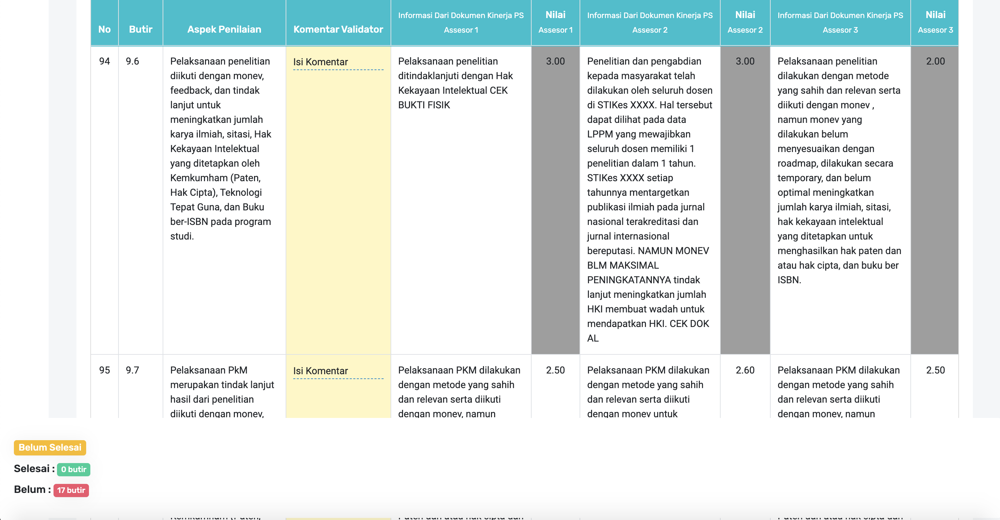 No
Butir
Aspek Penilaian
Komentar Validator
Informasi Dari Dokumen Kinerja PS
Assesor 1
Nilai
Assesor 1
Informasi Dari Dokumen Kinerja PS
Assesor 2
Nilai
Assesor 2
Informasi Dari Dokumen Kinerja PS
Assesor 3
Nilai
Assesor 3
94
9.6
Pelaksanaan penelitian
diikuti dengan monev,
feedback, dan tindak
lanjut untuk
meningkatkan jumlah
karya ilmiah, sitasi, Hak
Kekayaan Intelektual
yang ditetapkan oleh
Kemkumham (Paten,
Hak Cipta), Teknologi
Tepat Guna, dan Buku
ber-ISBN pada program
studi.
Isi Komentar
Pelaksanaan penelitian
ditindaklanjuti dengan Hak
Kekayaan Intelektual CEK
BUKTI FISIK
3.00
Penelitian dan pengabdian
kepada masyarakat telah
dilakukan oleh seluruh dosen
di STIKes XXXX. Hal tersebut
dapat dilihat pada data
LPPM yang mewajibkan
seluruh dosen memiliki 1
penelitian dalam 1 tahun.
STIKes XXXX setiap
tahunnya mentargetkan
publikasi ilmiah pada jurnal
nasional terakreditasi dan
jurnal internasional
bereputasi. NAMUN MONEV
BLM MAKSIMAL
PENINGKATANNYA tindak
lanjut meningkatkan jumlah
HKI membuat wadah untuk
mendapatkan HKI. CEK DOK
AL
3.00
Pelaksanaan penelitian
dilakukan dengan metode
yang sahih dan relevan serta
diikuti dengan monev ,
namun monev yang
dilakukan belum
menyesuaikan dengan
roadmap, dilakukan secara
temporary, dan belum
optimal meningkatkan
jumlah karya ilmiah, sitasi,
hak kekayaan intelektual
yang ditetapkan untuk
menghasilkan hak paten dan
atau hak cipta, dan buku ber
ISBN.
2.00
95
9.7
Pelaksanaan PkM
merupakan tindak lanjut
hasil dari penelitian
diikuti dengan monev,
Isi Komentar
Pelaksanaan PKM dilakukan
dengan metode yang sahih
dan relevan serta diikuti
dengan monev, namun
2.50
Pelaksanaan PKM dilakukan
dengan metode yang sahih
dan relevan serta diikuti
dengan monev untuk
2.60
Pelaksanaan PKM dilakukan
dengan metode yang sahih
dan relevan serta diikuti
dengan monev, namun
2.50
Belum Selesai
Selesai : 0 butir
Belum : 17 butir